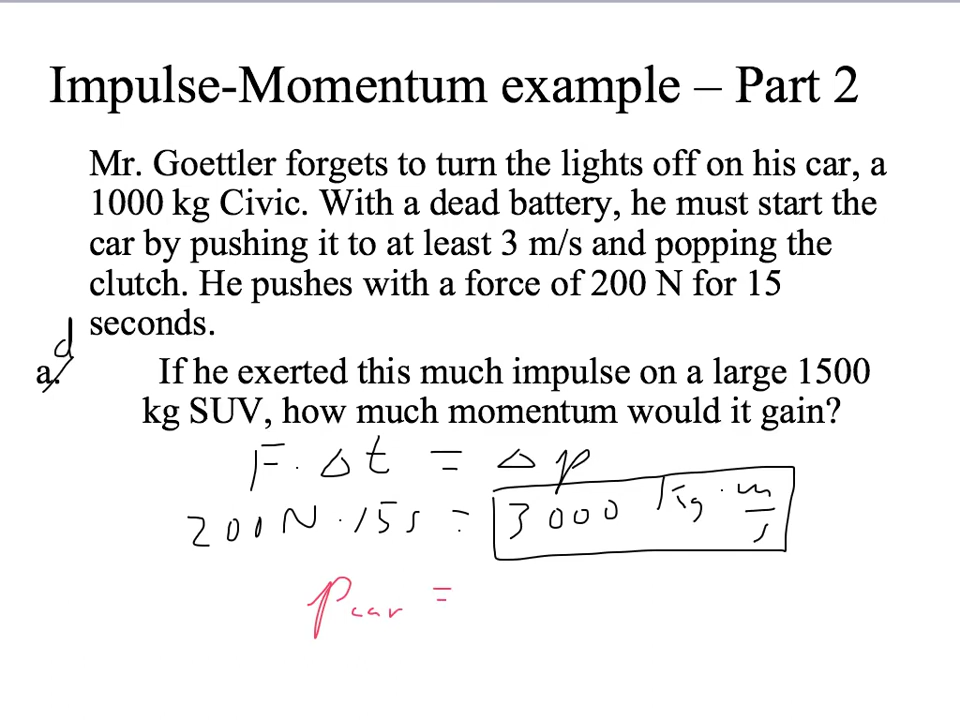 Impulse-Momentum example – Part 2
Mr. Goettler forgets to turn the lights off on his car, a
1000 kg Civic. With a dead battery, he must start the
car by pushing it to at least 3 m/s and popping the
clutch. He pushes with a force of 200 N for 15
seconds.
d
a. If he exerted this much impulse on a large 1500
kg SUV, how much momentum would it gain?
F · Δt = Δp
200N · 15s = 3000 kg · m/s
Pcar =